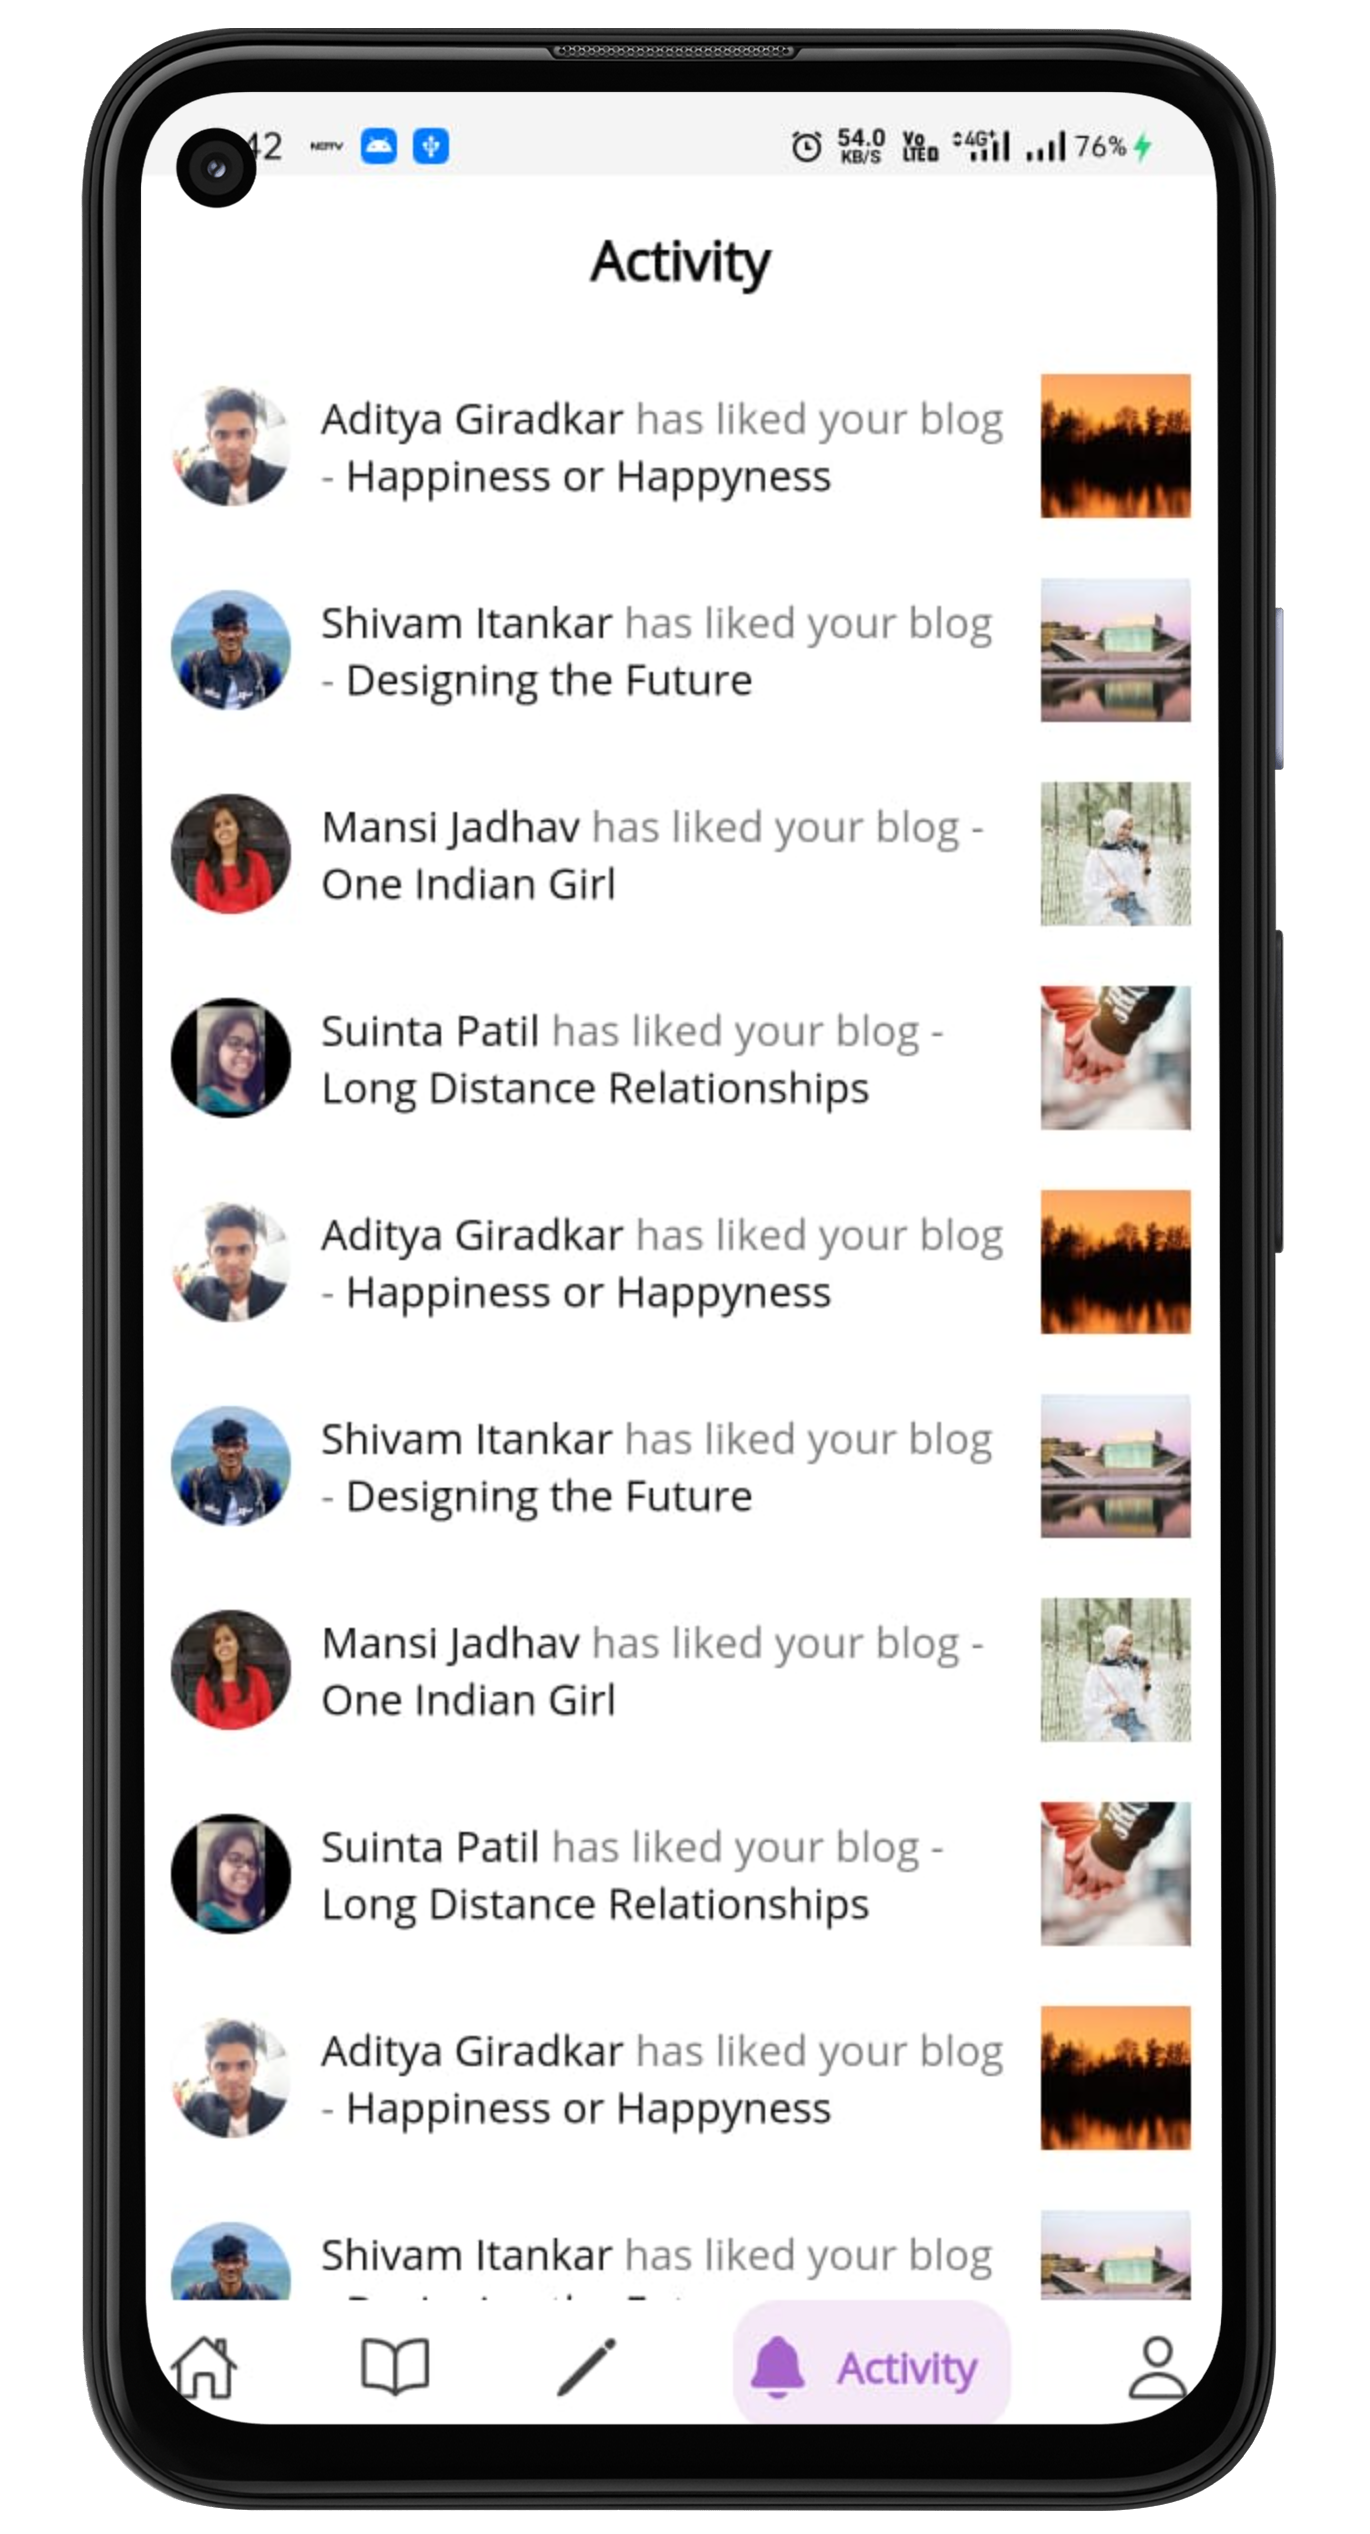 42 NDTV 54.0 KB/S Vo LTE 4G+ 76%
Activity
Aditya Giradkar has liked your blog
- Happiness or Happyness
Shivam Itankar has liked your blog
- Designing the Future
Mansi Jadhav has liked your blog -
One Indian Girl
Suinta Patil has liked your blog -
Long Distance Relationships
Aditya Giradkar has liked your blog
- Happiness or Happyness
Shivam Itankar has liked your blog
- Designing the Future
Mansi Jadhav has liked your blog -
One Indian Girl
Suinta Patil has liked your blog -
Long Distance Relationships
Aditya Giradkar has liked your blog
- Happiness or Happyness
Shivam Itankar has liked your blog
Activity